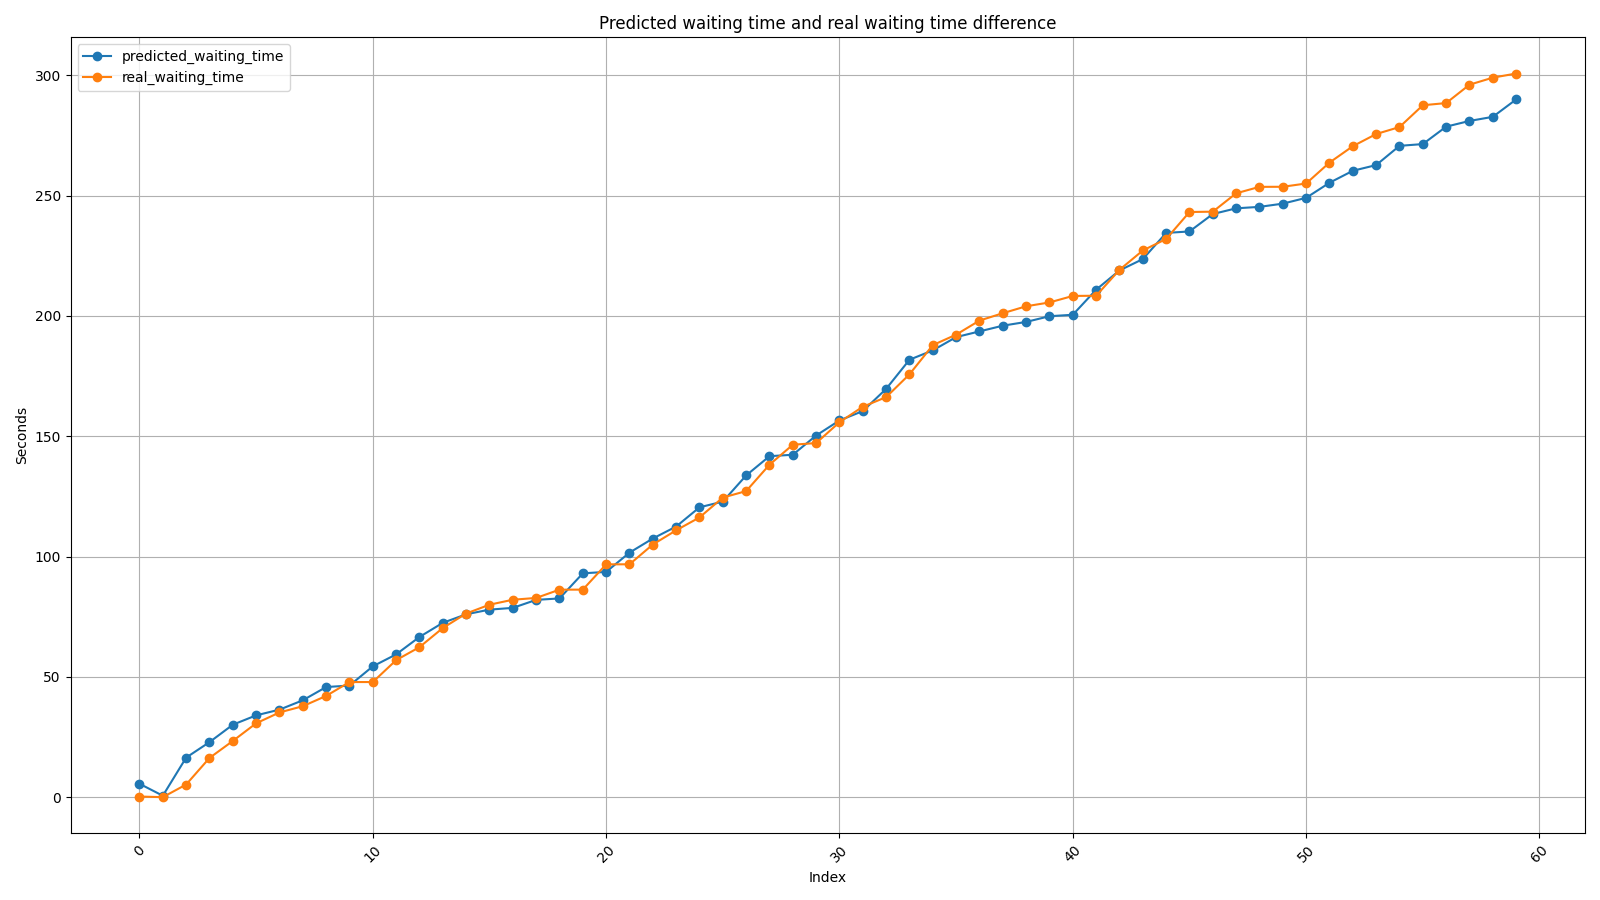 Predicted waiting time and real waiting time difference
predicted_waiting_time
real_waiting_time
300
250
200
150
100
50
0
Seconds
0 10 20 30 40 50 60
Index